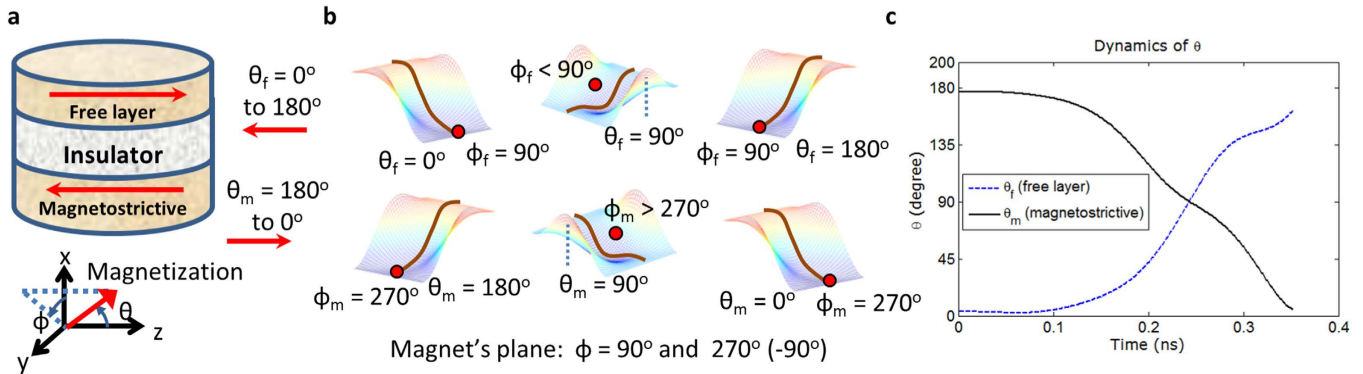 a
Free layer
Insulator
Magnetostrictive
θf = 0°
to 180°
θm = 180°
to 0°
x
Magnetization
ϕ
θ
z
y
b
θf = 0°
ϕf = 90°
ϕf < 90°
θf = 90°
ϕf = 90°
θf = 180°
ϕm = 270°
θm = 180°
ϕm > 270°
θm = 90°
θm = 0°
ϕm = 270°
Magnet's plane: ϕ = 90° and 270° (-90°)
c
Dynamics of θ
200
180
135
90
45
0
θ (degree)
θf (free layer)
θm (magnetostrictive)
0
0.1
0.2
0.3
0.4
Time (ns)